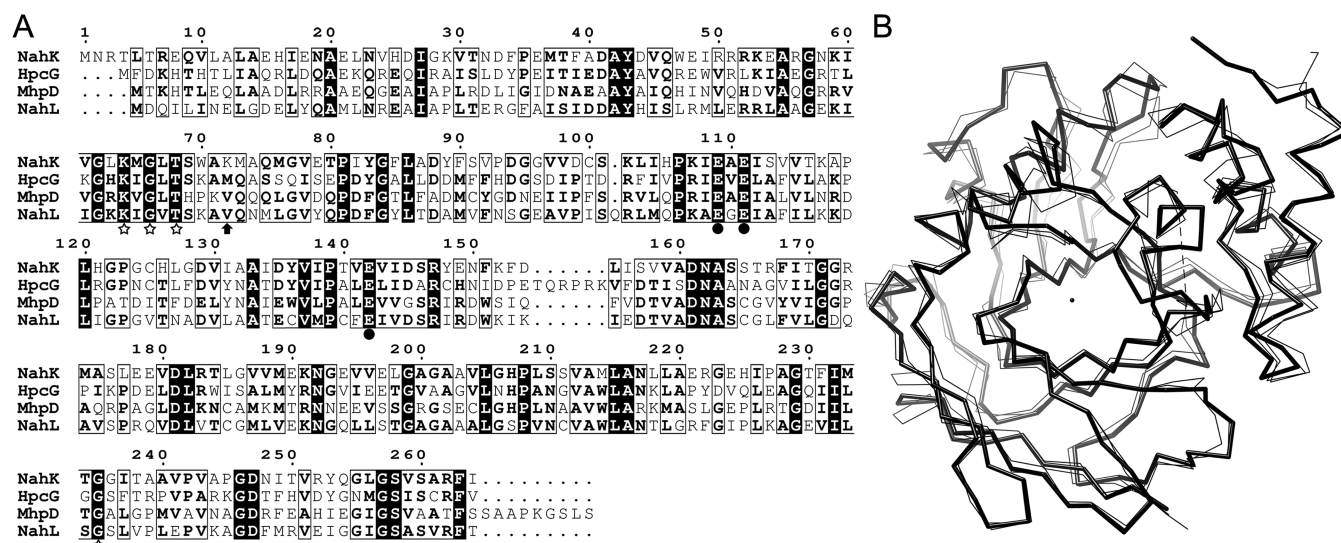 A
B
1 10 20 30 40 50 60
NahK MNRTLTREQVLALAEHIENAELNVHDIGKVTNDFPEMTFADAYDVQWEIRRRKEARGNKI
HpcG ...MFDKHTHTLIAQRLDQAEKQREQIRAISLDYPEITIEDAYAVQREWVRLKIAEGRTL
MhpD ....MTKHTLEQLAADLRRAAEQGEAIAPLRDLIGIDNAEAAYAIQHINVQHDVAQGRRV
NahL ....MDQILINELGDELYQAMLNREAIAPLTERGFAISIDDAYHISLRMLERRLAAGEKI
70 80 90 100 110
NahK VGLKMGLTSWAKMAQMGVETPIYGFLADYFSVPDGGVVDCS.KLIHPKIEAEISVVTKAP
HpcG KGHKIGLTSKAMQASSQISEPDYGALLDDMFFHDGSDIPTD.RFIVPRIEVELAFVLAKP
MhpD VGRKVGLTHPKVQQQLGVDQPDFGTLFADMCYGDNEIIPFS.RVLQPRIEAEIALVLNRD
NahL IGKKIGVTSKAVQNMLGVYQPDFGYLTDAMVFNSGEAVPISQRLMQPKAEGEIAFILKKD
120 130 140 150 160 170
NahK LHGPGCHLGDVIAAIDYVIPTVEVIDSRYENFKFD......LISVVADNASSTRFITGGR
HpcG LRGPNCTLFDVYNATDYVIPALELIDARCHNIDPETQRPRKVFDTISDNAANAGVILGGR
MhpD LPATDITFDELYNAIEWVLPALEVVGSRIRDWSIQ......FVDTVADNASCGVYVIGGP
NahL LIGPGVTNADVLAATECVMPCFEIVDSRIRDWKIK......IEDTVADNASCGLFVLGDQ
180 190 200 210 220 230
NahK MASLEEVDLRTLGVVMEKNGEVVELGAGAAVLGHPLSSVAMLANLLAERGEHIPAGTFIM
HpcG PIKPDELDLRWISALMYRNGVIEETGVAAGVLNHPANGVAWLARKLAPYDVQLEAGQIIL
MhpD AQRPAGLDLKNCAMKMTRNNEEVSSGRGSECLGHPLNAAVWLARKMASLGEPLRTGDIIL
NahL AVSPRQVDLVTCGMLVEKNGQLLSTGAGAAALGSPVNCVAWLANTLGRFGIPLKAGEVIL
240 250 260
NahK TGGITAAVPVAPGDNITVRYQGLGSVSARFI.........
HpcG GGSFTRPVPARKGDTFHVDYGNMGSISCRFV.........
MhpD TGALGPMVAVNAGDRFEAHIEGIGSVAATFSSAAPKGSLS
NahL SGSLVPLEPVKAGDFMRVEIGGIGSASVRFT.........